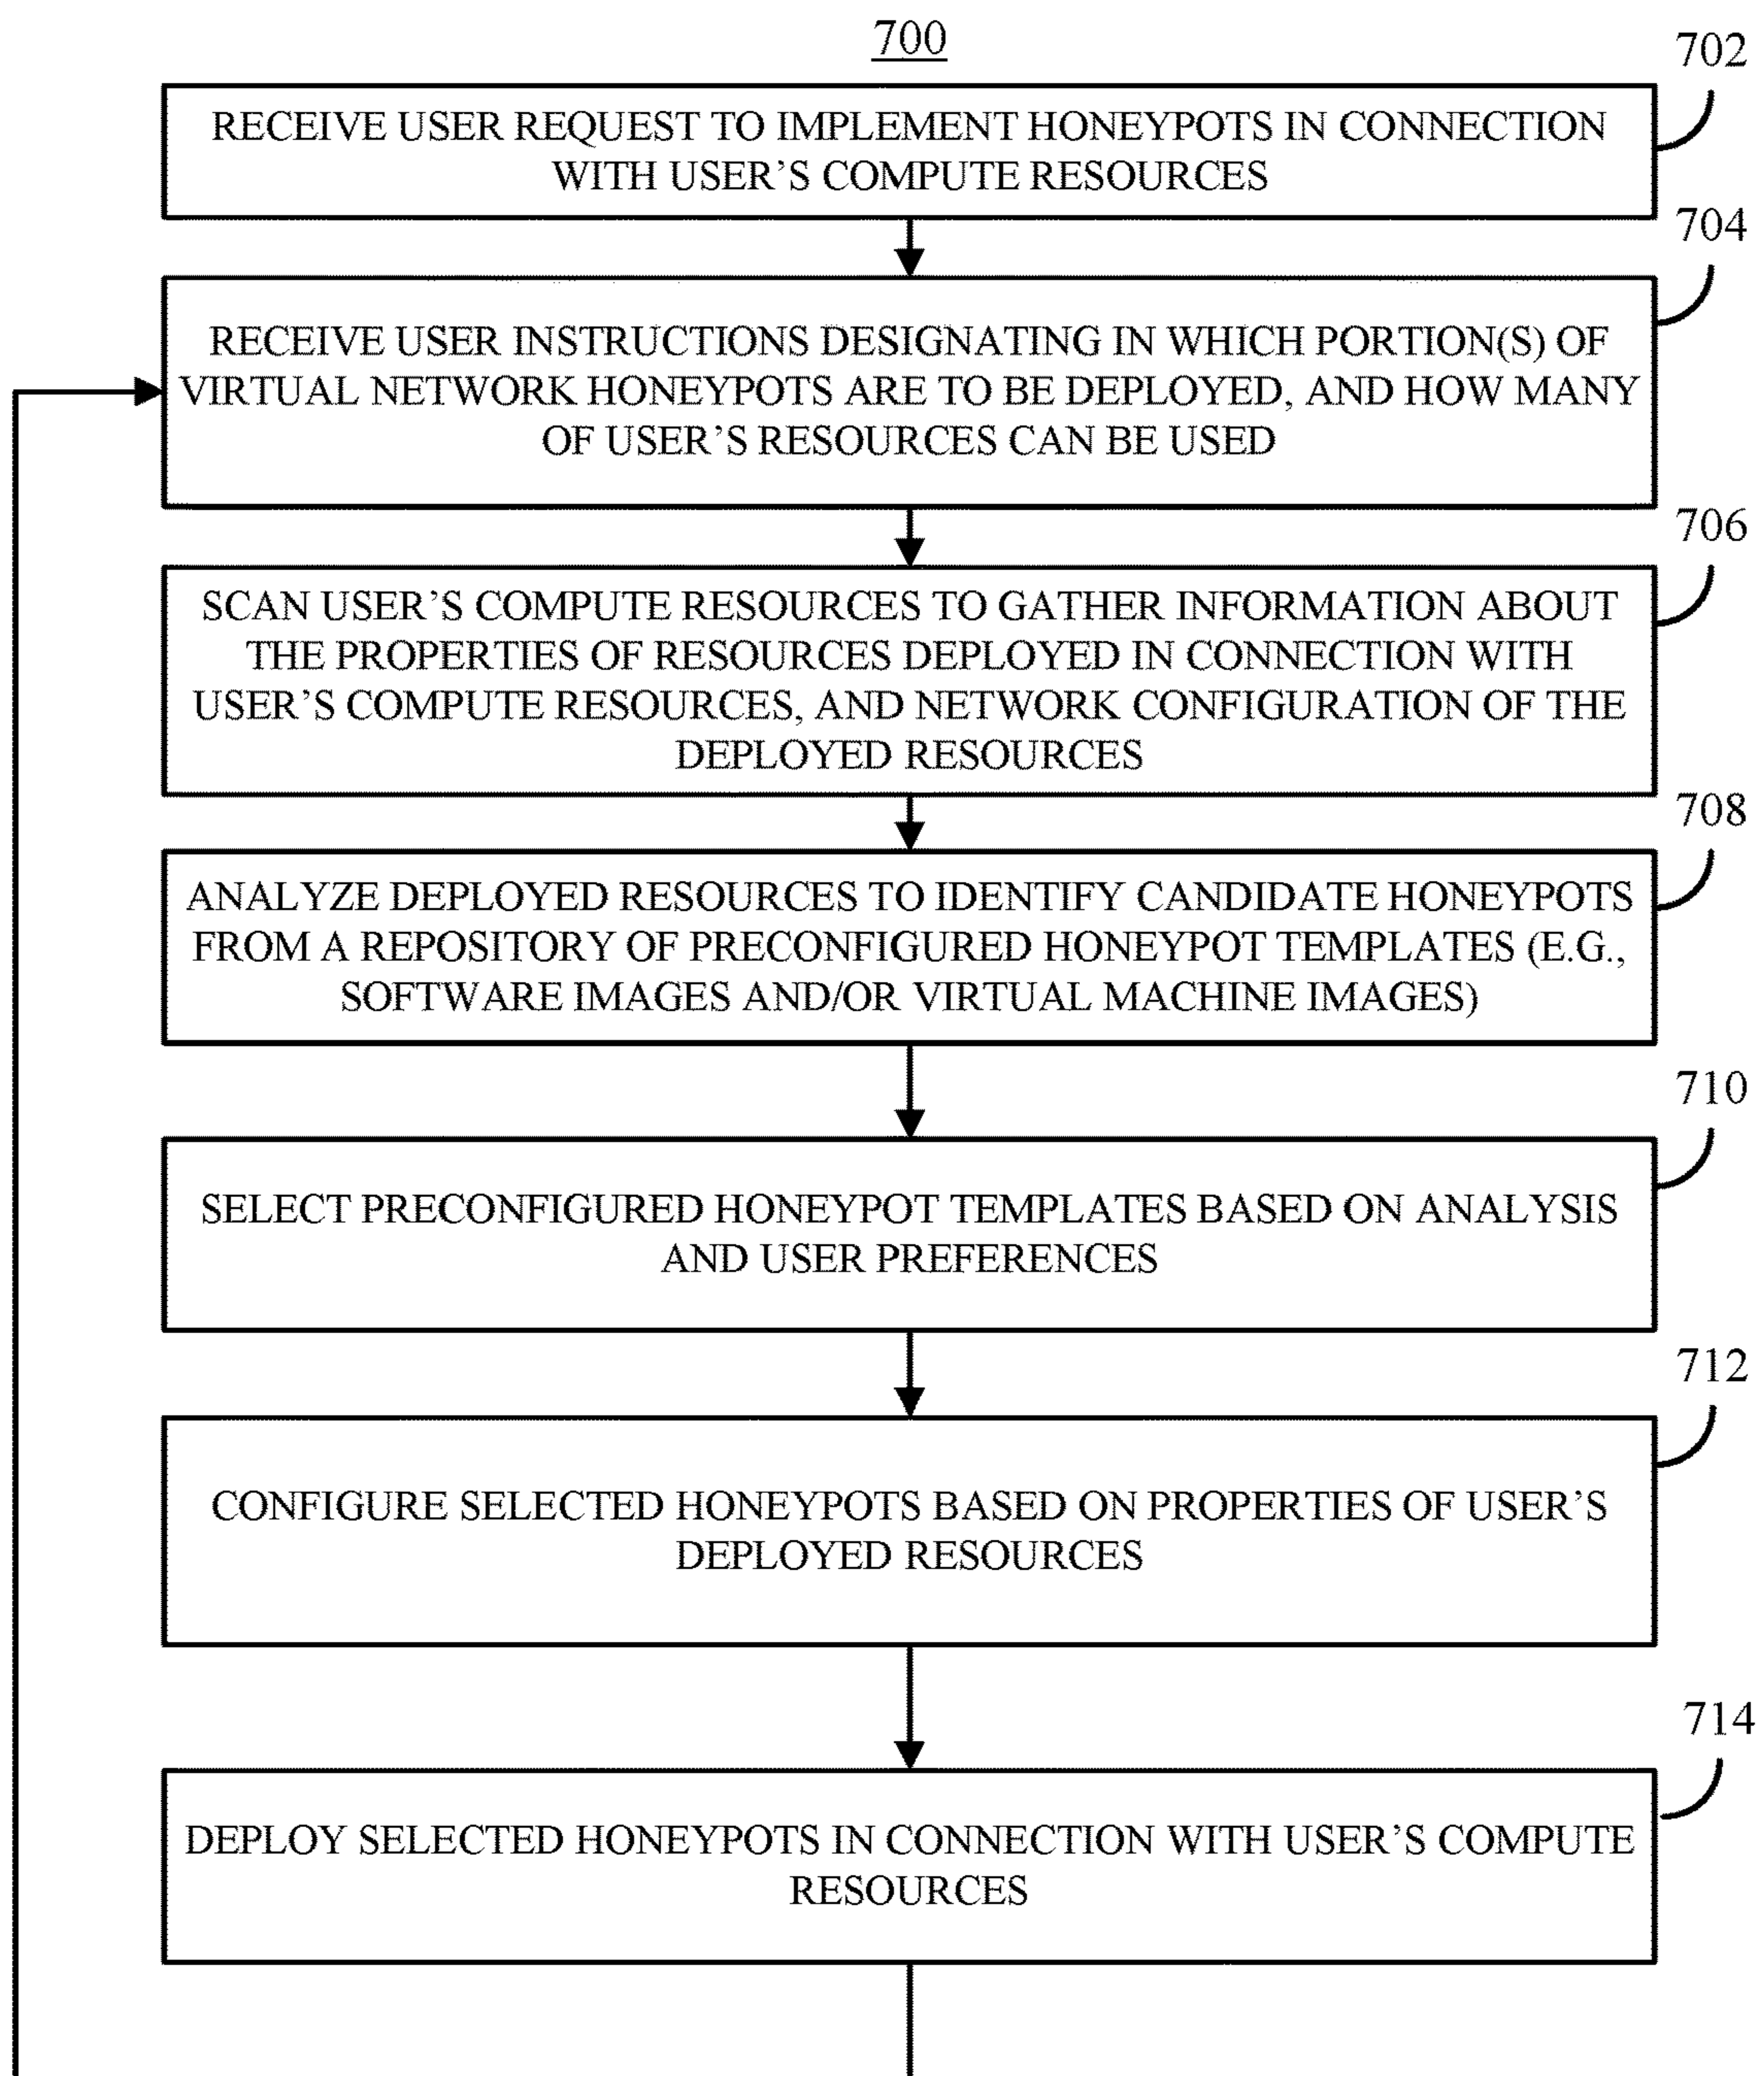 700
702
RECEIVE USER REQUEST TO IMPLEMENT HONEYPOTS IN CONNECTION
WITH USER'S COMPUTE RESOURCES
704
RECEIVE USER INSTRUCTIONS DESIGNATING IN WHICH PORTION(S) OF
VIRTUAL NETWORK HONEYPOTS ARE TO BE DEPLOYED, AND HOW MANY
OF USER'S RESOURCES CAN BE USED
706
SCAN USER'S COMPUTE RESOURCES TO GATHER INFORMATION ABOUT
THE PROPERTIES OF RESOURCES DEPLOYED IN CONNECTION WITH
USER'S COMPUTE RESOURCES, AND NETWORK CONFIGURATION OF THE
DEPLOYED RESOURCES
708
ANALYZE DEPLOYED RESOURCES TO IDENTIFY CANDIDATE HONEYPOTS
FROM A REPOSITORY OF PRECONFIGURED HONEYPOT TEMPLATES (E.G.,
SOFTWARE IMAGES AND/OR VIRTUAL MACHINE IMAGES)
710
SELECT PRECONFIGURED HONEYPOT TEMPLATES BASED ON ANALYSIS
AND USER PREFERENCES
712
CONFIGURE SELECTED HONEYPOTS BASED ON PROPERTIES OF USER'S
DEPLOYED RESOURCES
714
DEPLOY SELECTED HONEYPOTS IN CONNECTION WITH USER'S COMPUTE
RESOURCES